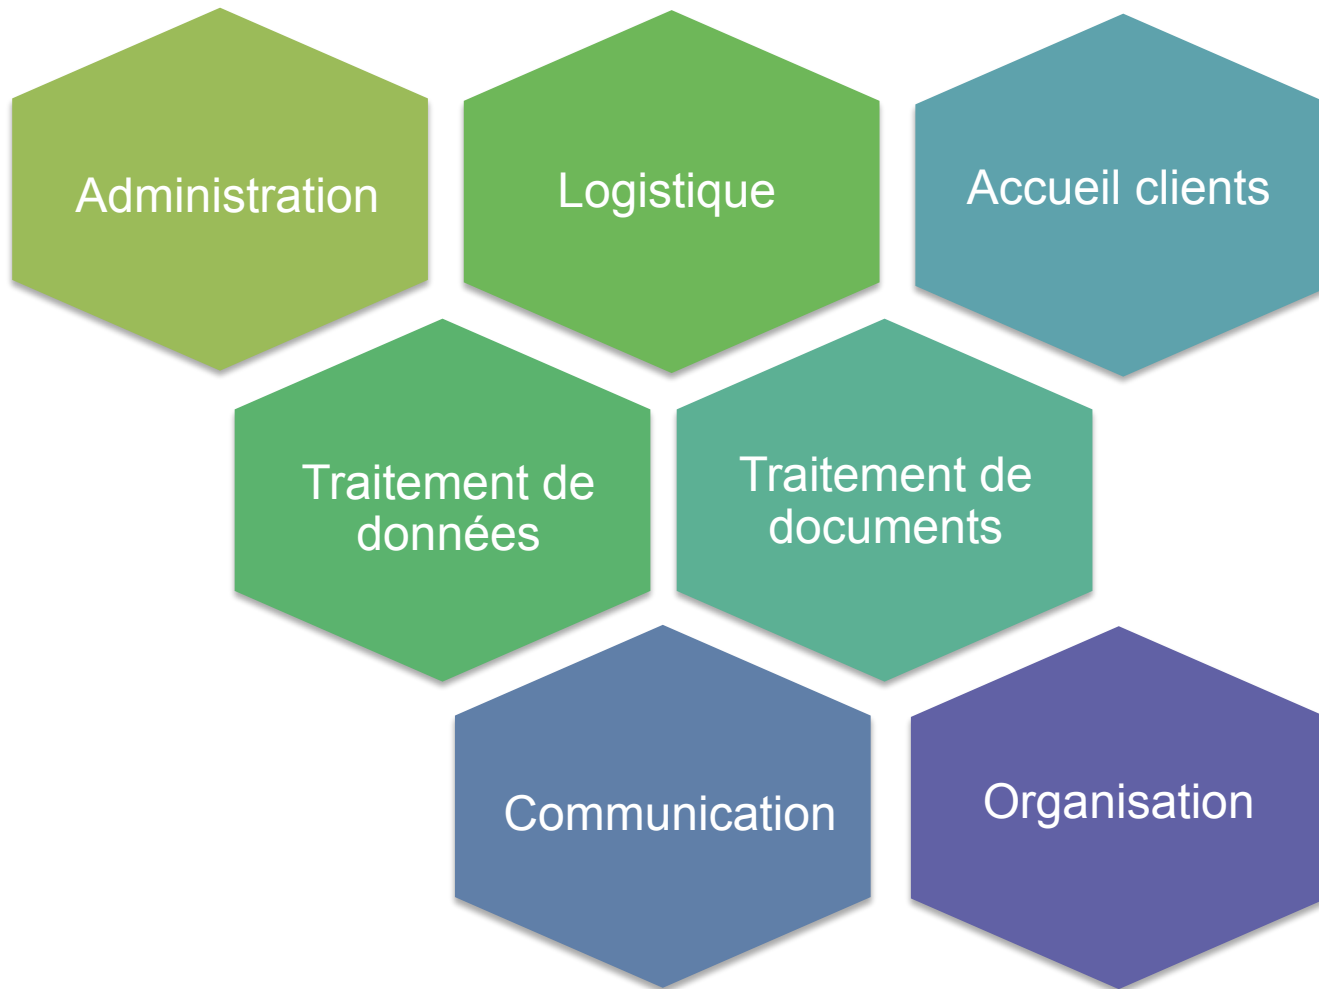 Administration
Logistique
Accueil clients
Traitement de
données
Traitement de
documents
Communication
Organisation